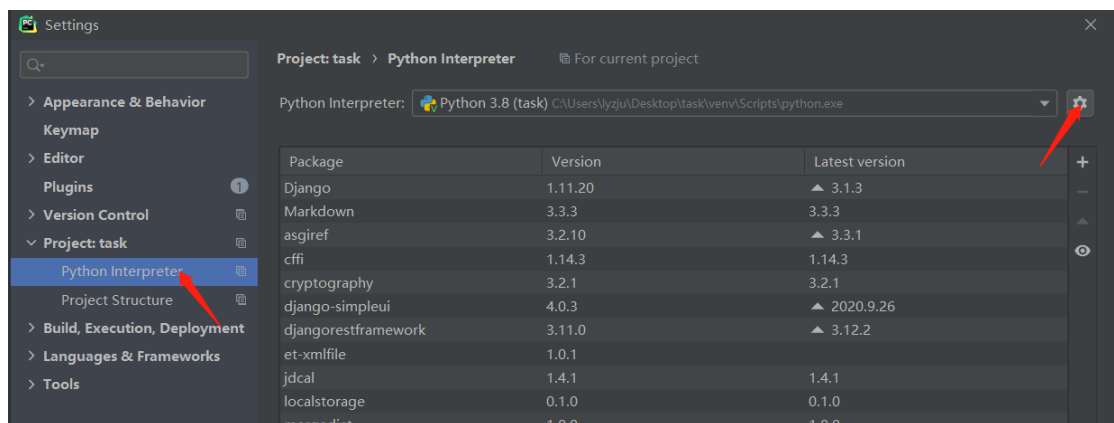 PC Settings
Project: task > Python Interpreter For current project
Python Interpreter: Python 3.8 (task) C:\Users\lyzju\Desktop\task\venv\Scripts\python.exe
Appearance & Behavior
Keymap
Editor
Plugins 1
Version Control
Project: task
Python Interpreter
Project Structure
Build, Execution, Deployment
Languages & Frameworks
Tools
Package Version Latest version
Django 1.11.20 3.1.3
Markdown 3.3.3 3.3.3
asgiref 3.2.10 3.3.1
cffi 1.14.3 1.14.3
cryptography 3.2.1 3.2.1
django-simpleui 4.0.3 2020.9.26
djangorestframework 3.11.0 3.12.2
et-xmlfile 1.0.1
jdcal 1.4.1 1.4.1
localstorage 0.1.0 0.1.0